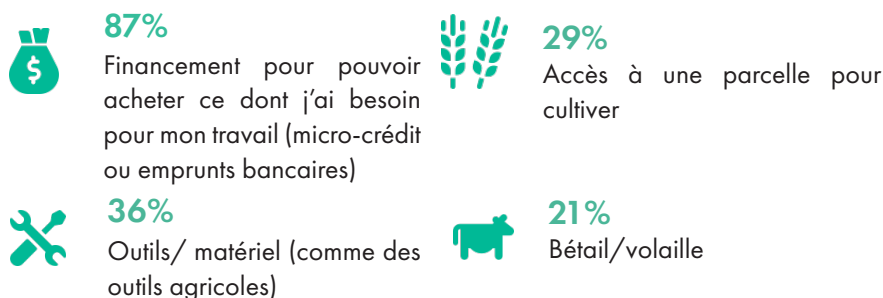 87%
Financement pour pouvoir
acheter ce dont j'ai besoin
pour mon travail (micro-crédit
ou emprunts bancaires)
29%
Accès à une parcelle pour
cultiver
36%
Outils/ matériel (comme des
outils agricoles)
21%
Bétail/volaille